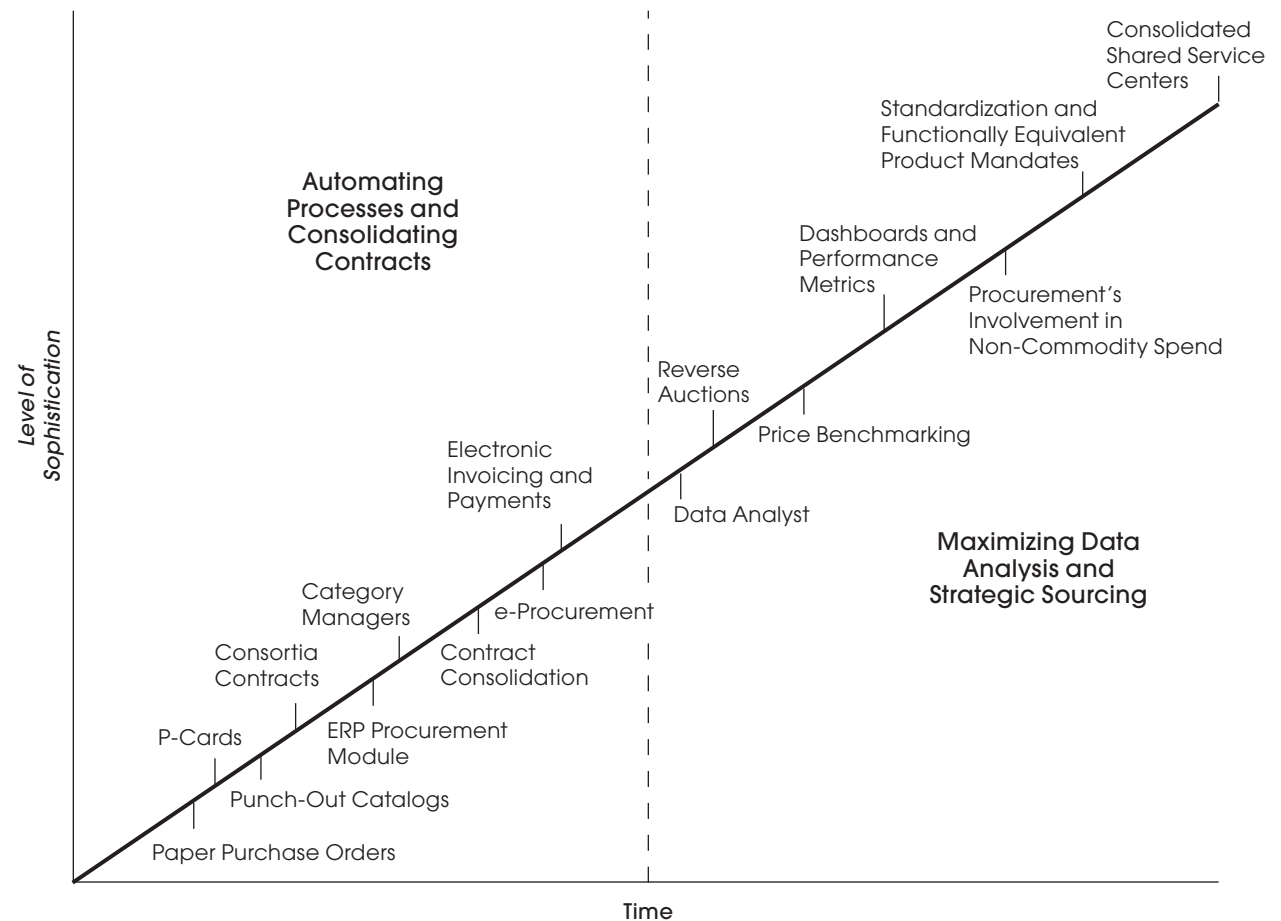 Consolidated
Shared Service
Centers
Standardization and
Functionally Equivalent
Product Mandates
Automating
Processes and
Consolidating
Contracts
Dashboards and
Performance
Metrics
Procurement’s
Involvement in
Non-Commodity Spend
Level of
Sophistication
Reverse
Auctions
Price Benchmarking
Electronic
Invoicing and
Payments
Data Analyst
Maximizing Data
Analysis and
Strategic Sourcing
Category
Managers
e-Procurement
Consortia
Contracts
Contract
Consolidation
P-Cards
ERP Procurement
Module
Punch-Out Catalogs
Paper Purchase Orders
Time